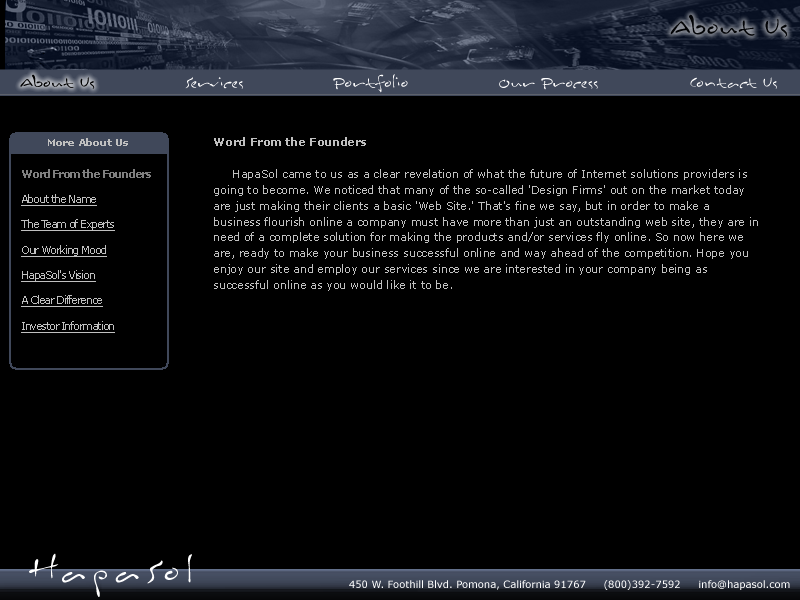 About Us
About Us Services Portfolio Our Process Contact Us
More About Us
Word From the Founders
About the Name
The Team of Experts
Our Working Mood
HapaSol's Vision
A Clear Difference
Investor Information
Word From the Founders
HapaSol came to us as a clear revelation of what the future of Internet solutions providers is
going to become. We noticed that many of the so-called 'Design Firms' out on the market today
are just making their clients a basic 'Web Site.' That's fine we say, but in order to make a
business flourish online a company must have more than just an outstanding web site, they are in
need of a complete solution for making the products and/or services fly online. So now here we
are, ready to make your business successful online and way ahead of the competition. Hope you
enjoy our site and employ our services since we are interested in your company being as
successful online as you would like it to be.
HapaSol
450 W. Foothill Blvd. Pomona, California 91767 (800)392-7592 info@hapasol.com